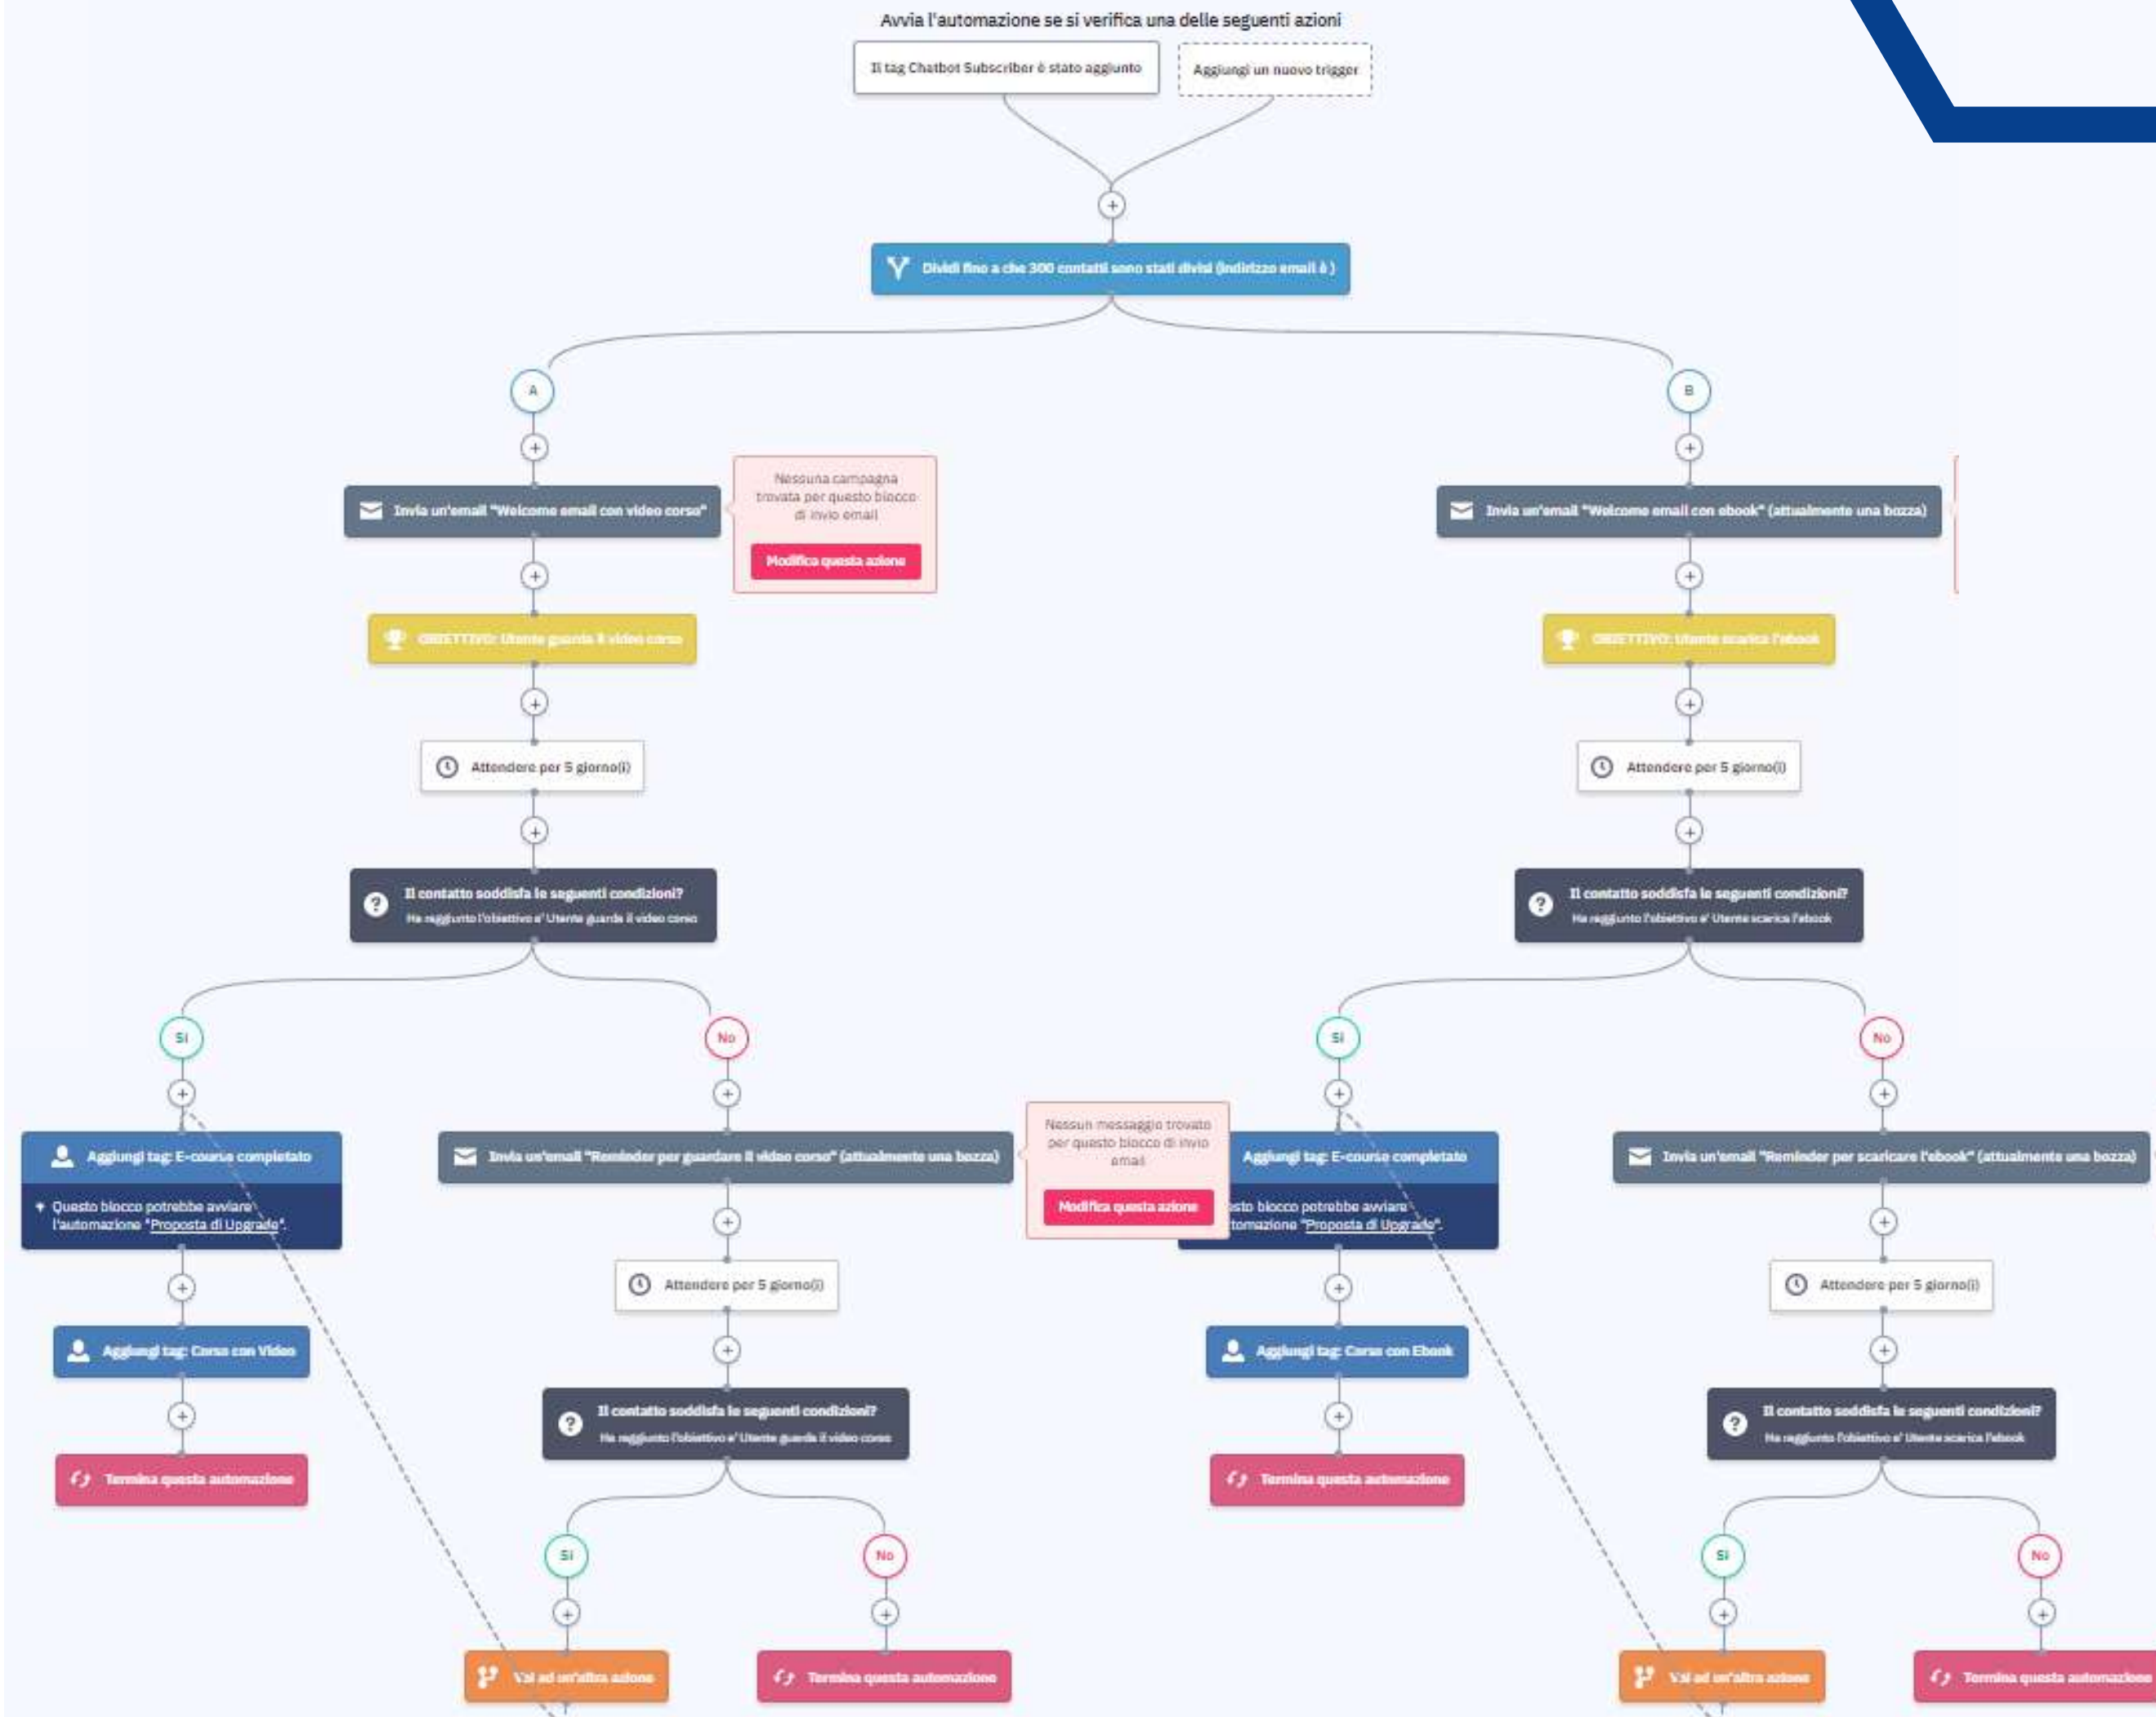 Avvia l'automazione se si verifica una delle seguenti azioni
Il tag Chatbot Subscriber è stato aggiunto
Aggiungi un nuovo trigger
Dividi fino a che 300 contatti sono stati divisi (indirizzo email è )
A
B
Invia un'email "Welcome email con video corso"
Nessuna campagna
trovata per questo blocco
di invio email
Modifica questa azione
Invia un'email "Welcome email con ebook" (attualmente una bozza)
OBIETTIVO: Utente guarda il video corso
OBIETTIVO: Utente scarica l'ebook
Attendere per 5 giorno(i)
Attendere per 5 giorno(i)
Il contatto soddisfa le seguenti condizioni?
Ha raggiunto l'obiettivo e' Utente guarda il video corso
Il contatto soddisfa le seguenti condizioni?
Ha raggiunto l'obiettivo e' Utente scarica l'ebook
Sì
No
Sì
No
Aggiungi tag: E-course completato
Questo blocco potrebbe avviare
l'automazione "Proposta di Upgrade".
Invia un'email "Reminder per guardare il video corso" (attualmente una bozza)
Nessun messaggio trovato
per questo blocco di invio
email
Modifica questa azione
Aggiungi tag: E-course completato
esto blocco potrebbe avviare
tomazione "Proposta di Upgrade".
Invia un'email "Reminder per scaricare l'ebook" (attualmente una bozza)
Attendere per 5 giorno(i)
Attendere per 5 giorno(i)
Aggiungi tag: Corso con Video
Aggiungi tag: Corso con Ebook
Il contatto soddisfa le seguenti condizioni?
Ha raggiunto l'obiettivo e' Utente guarda il video corso
Il contatto soddisfa le seguenti condizioni?
Ha raggiunto l'obiettivo e' Utente scarica l'ebook
Termina questa automazione
Termina questa automazione
Sì
No
Sì
No
Vai ad un'altra azione
Termina questa automazione
Vai ad un'altra azione
Termina questa automazione